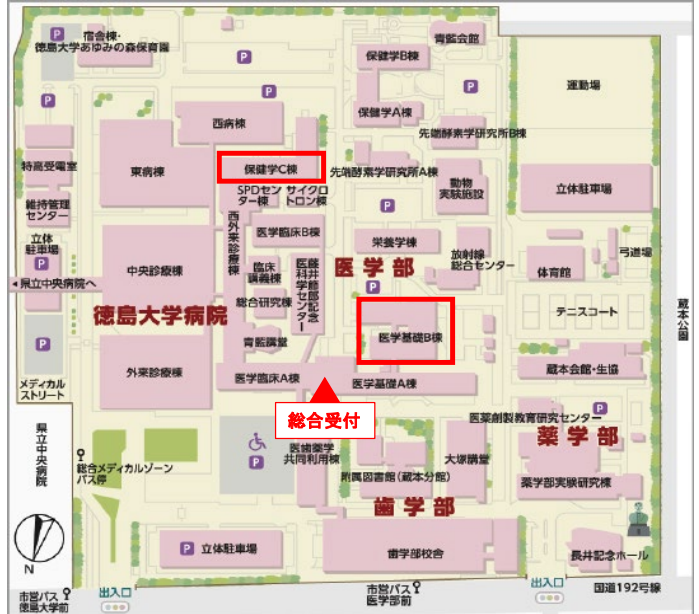 宿舎棟・
徳島大学あゆみの森保育園
P
P
青藍会館
保健学B棟
P
P
P
運動場
西病棟
保健学A棟
先端酵素学研究所B棟
特高受電室
東病棟
保健学C棟
先端酵素学研究所A棟
動物
実験施設
立体駐車場
維持管理
センター
SPDセン
ター棟
サイクロ
トロン棟
P
西外来診療棟
医学臨床B棟
栄養学棟
立体
駐車場
P
放射線
総合センター
弓道場
体育館
中央診療棟
臨床
講義棟
藤井節郎記念
医科学センター
医学部
◂県立中央病院へ
P
総合研究棟
徳島大学病院
テニスコート
蔵本公園
青藍講堂
医学基礎B棟
P
外来診療棟
蔵本会館・生協
医学臨床A棟
医学基礎A棟
メディカル
ストリート
総合受付
医薬創製教育研究センター
P
薬学部
県立中央病院
総合メディカルゾーン
バス停
P
医歯薬学
共同利用棟
大塚講堂
附属図書館(蔵本分館)
薬学部実験研究棟
歯学部
N
P 立体駐車場
歯学部校舎
長井記念ホール
市営バス
徳島大学前
出入口
市営バス
医学部前
出入口
国道192号線